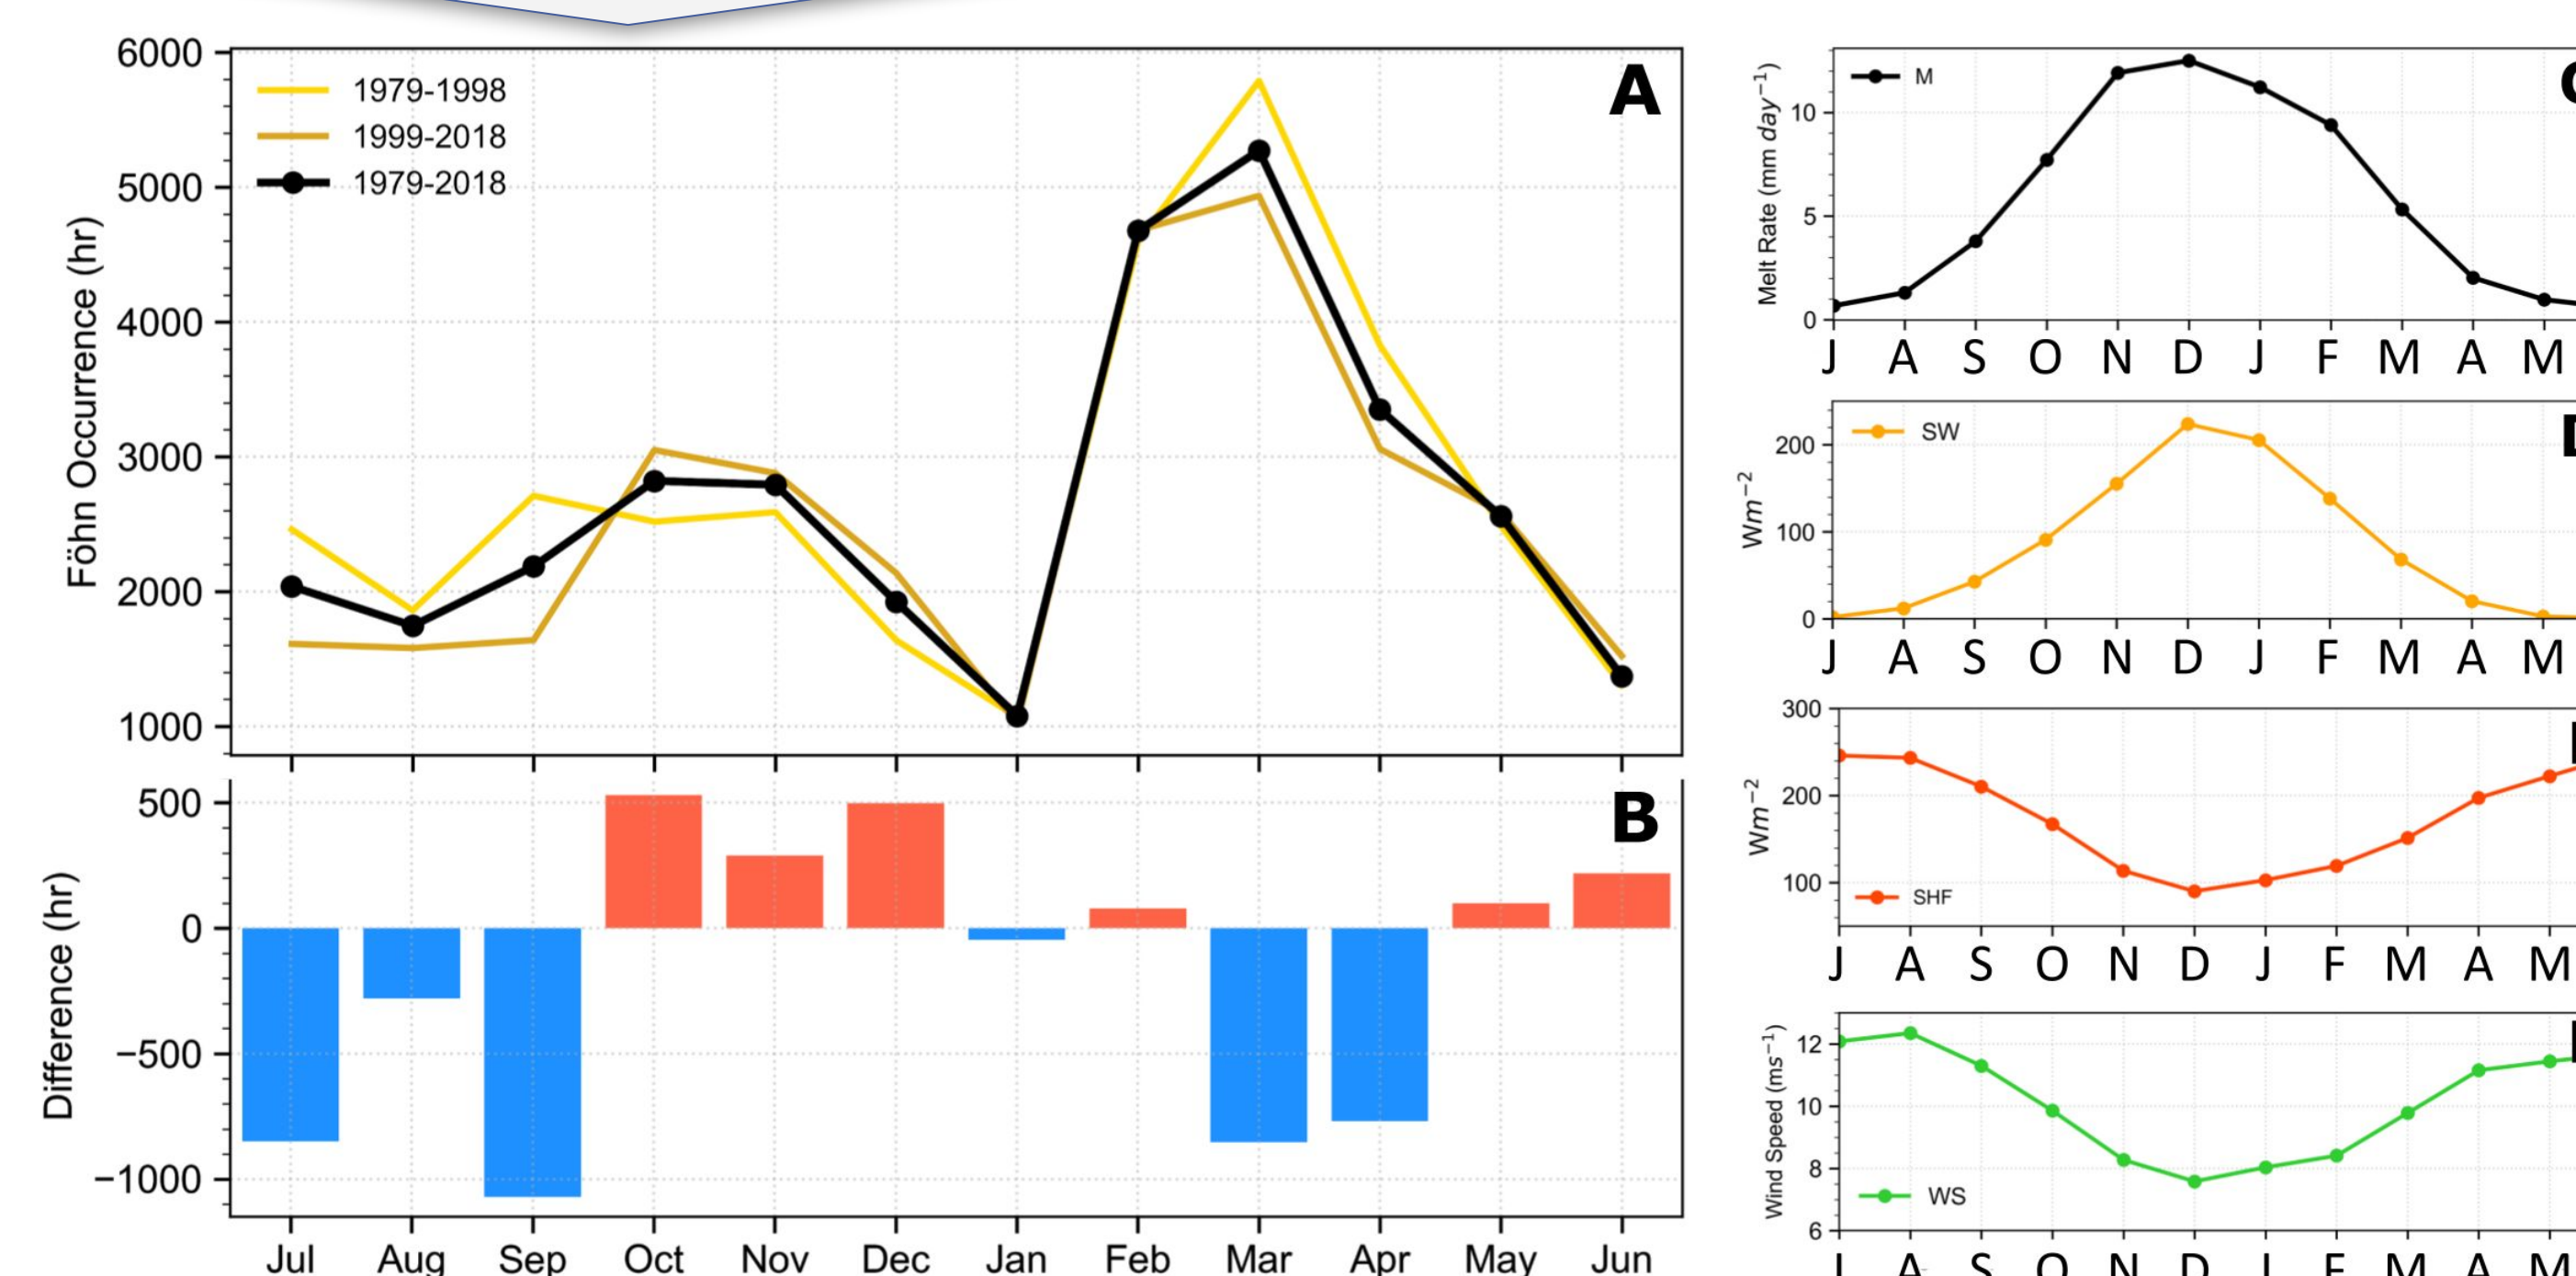 A
1979-1998
1999-2018
1979-2018
Föhn Occurrence (hr)
6000
5000
4000
3000
2000
1000
B
Difference (hr)
500
0
−500
−1000
Jul Aug Sep Oct Nov Dec Jan Feb Mar Apr May Jun
M
Melt Rate (mm day⁻¹)
10
5
0
J A S O N D J F M A M
SW
Wm⁻²
200
100
0
J A S O N D J F M A M
300
200
100
Wm⁻²
SHF
J A S O N D J F M A M
Wind Speed (ms⁻¹)
12
10
8
6
WS
J A S O N D J F M A M